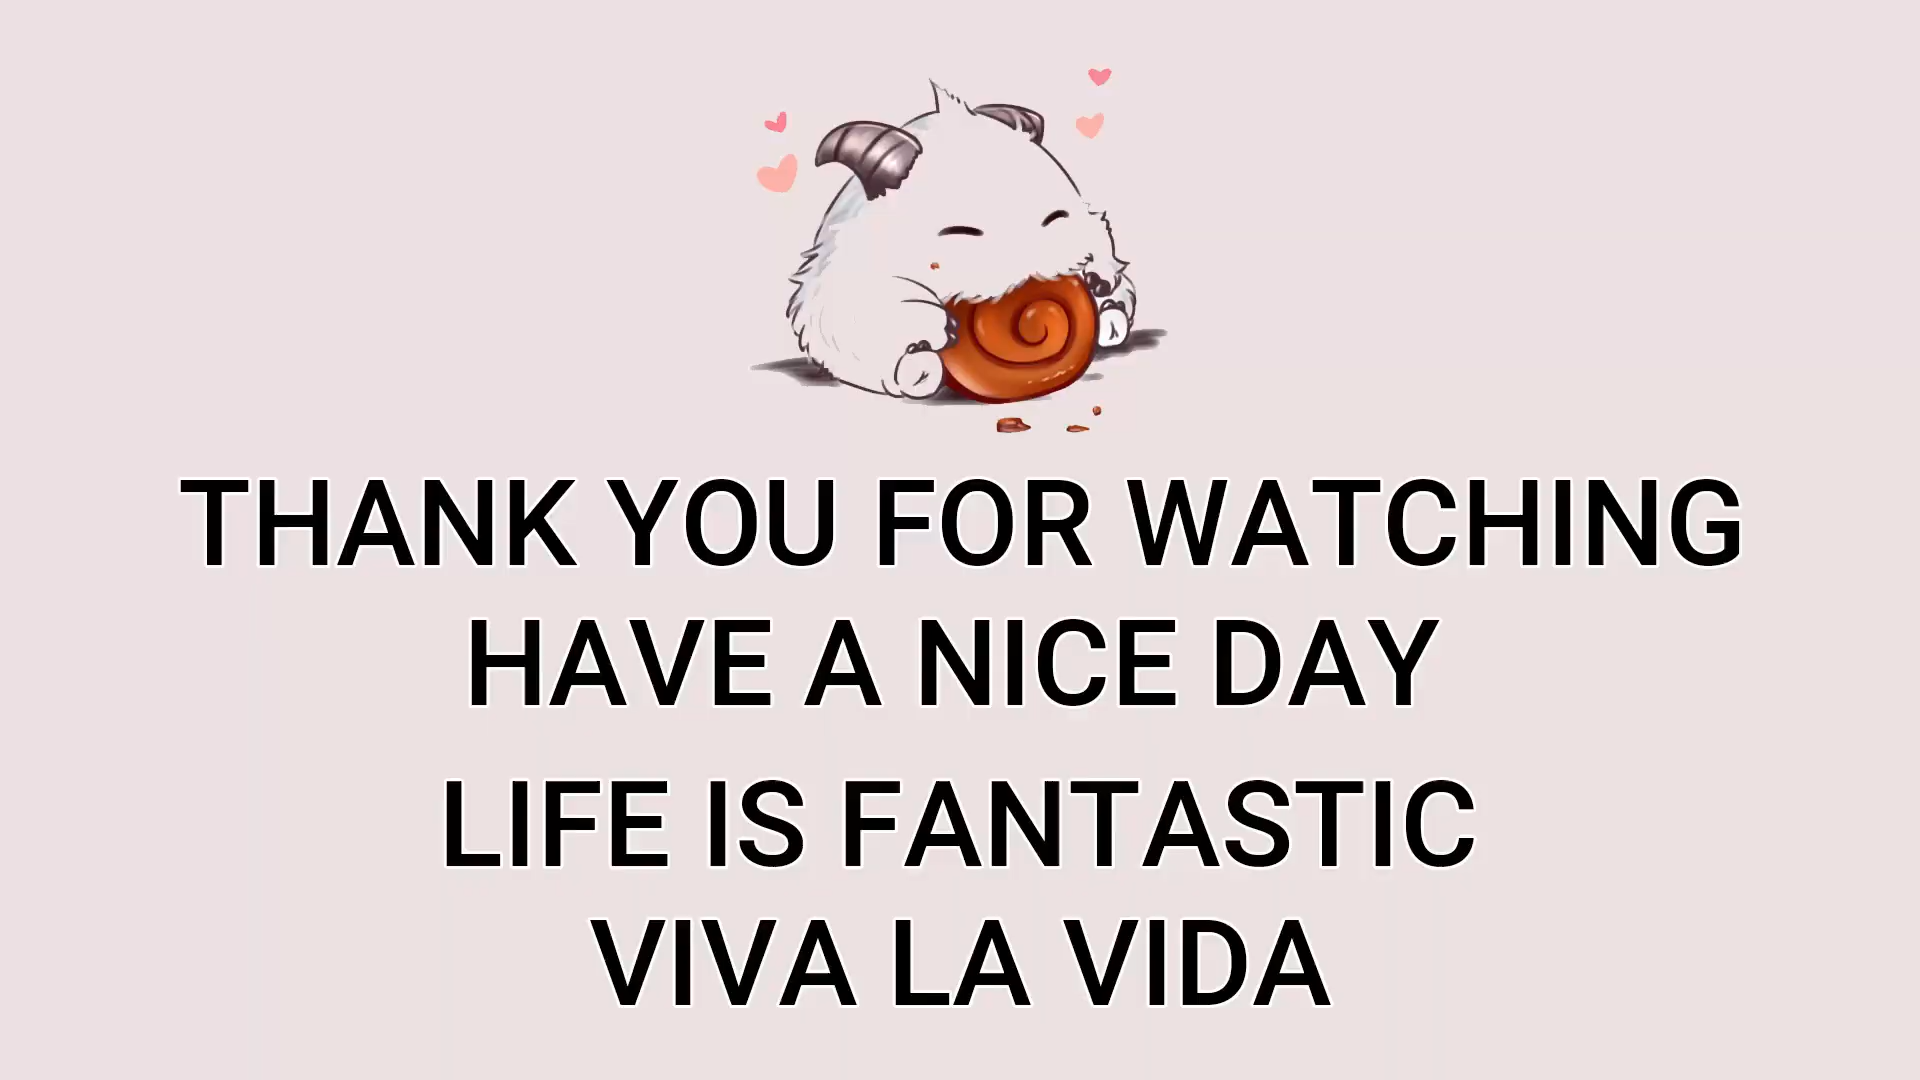 THANK YOU FOR WATCHING
HAVE A NICE DAY
LIFE IS FANTASTIC
VIVA LA VIDA